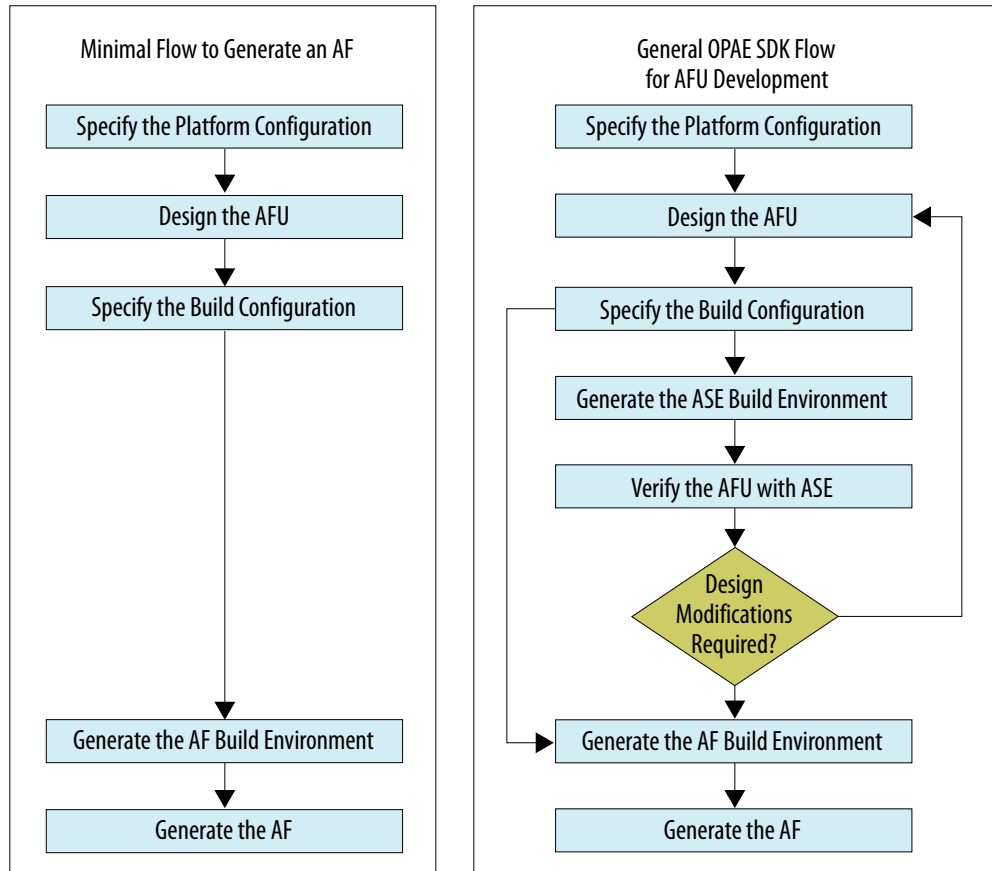 Minimal Flow to Generate an AF
Specify the Platform Configuration
Design the AFU
Specify the Build Configuration
Generate the AF Build Environment
Generate the AF
General OPAE SDK Flow
for AFU Development
Specify the Platform Configuration
Design the AFU
Specify the Build Configuration
Generate the ASE Build Environment
Verify the AFU with ASE
Design
Modifications
Required?
Generate the AF Build Environment
Generate the AF